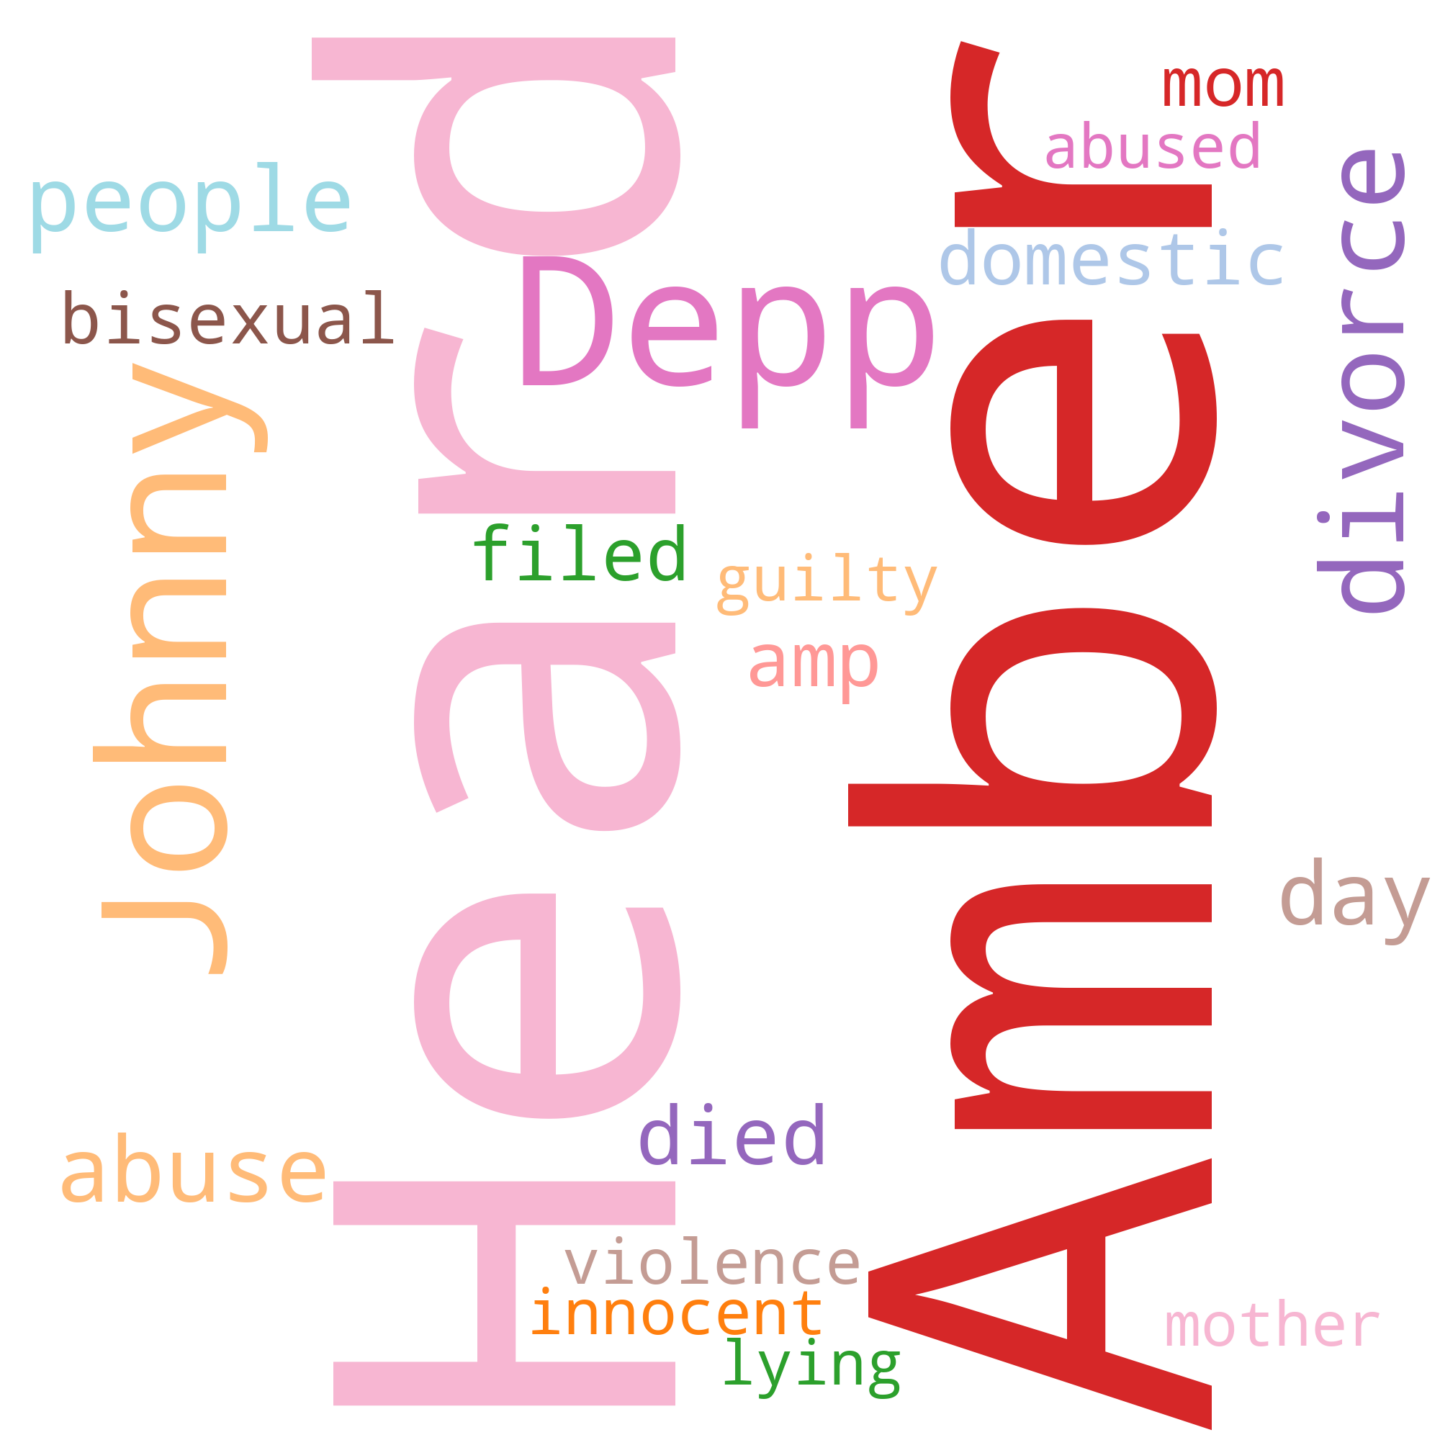 mom
abused
people
domestic
divorce
bisexual
Depp
Johnny
Heard
Amber
filed
guilty
amp
day
died
abuse
violence
innocent
mother
lying